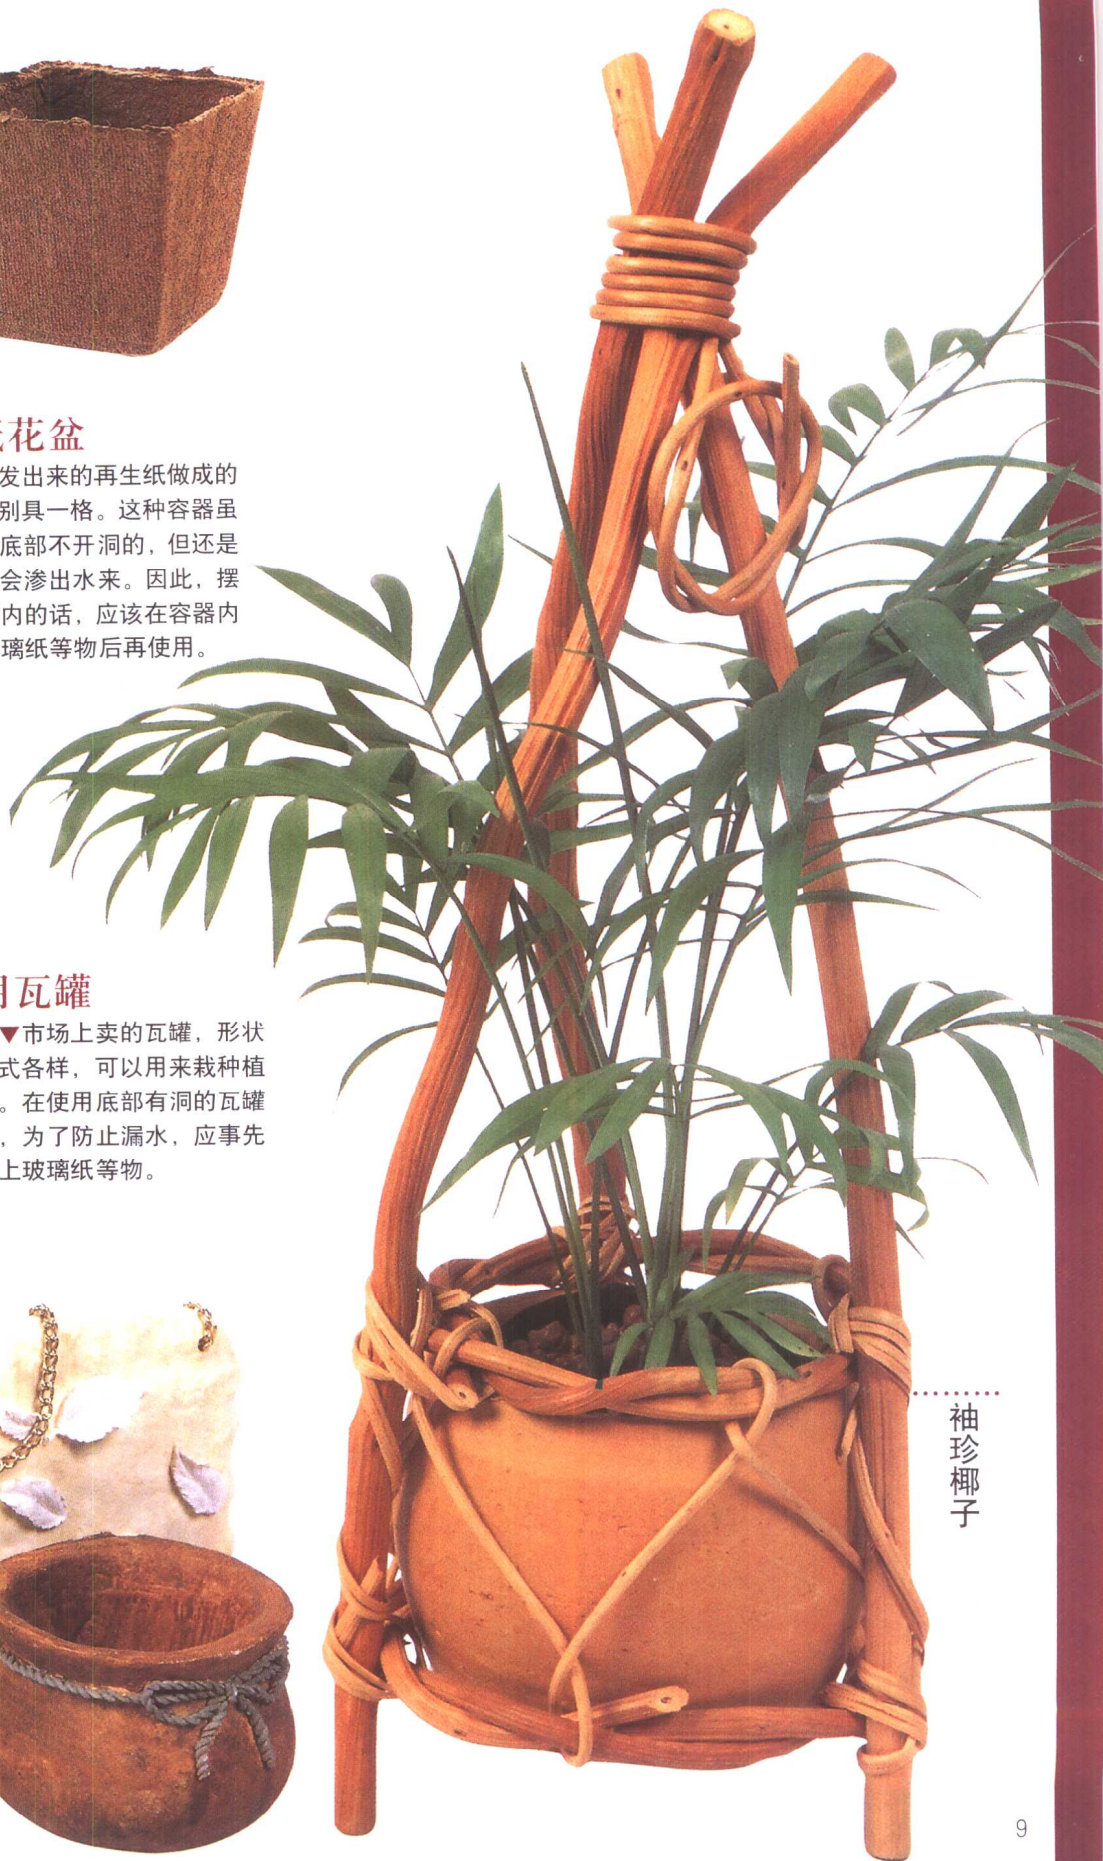 花盆
发出来的再生纸做成的
别具一格。这种容器虽
底部不开洞的，但还是
会渗出水来。因此，摆
内的话，应该在容器内
璃纸等物后再使用。
瓦罐
▼市场上卖的瓦罐，形状
式各样，可以用来栽种植
。在使用底部有洞的瓦罐
，为了防止漏水，应事先
上玻璃纸等物。
袖珍椰子
9